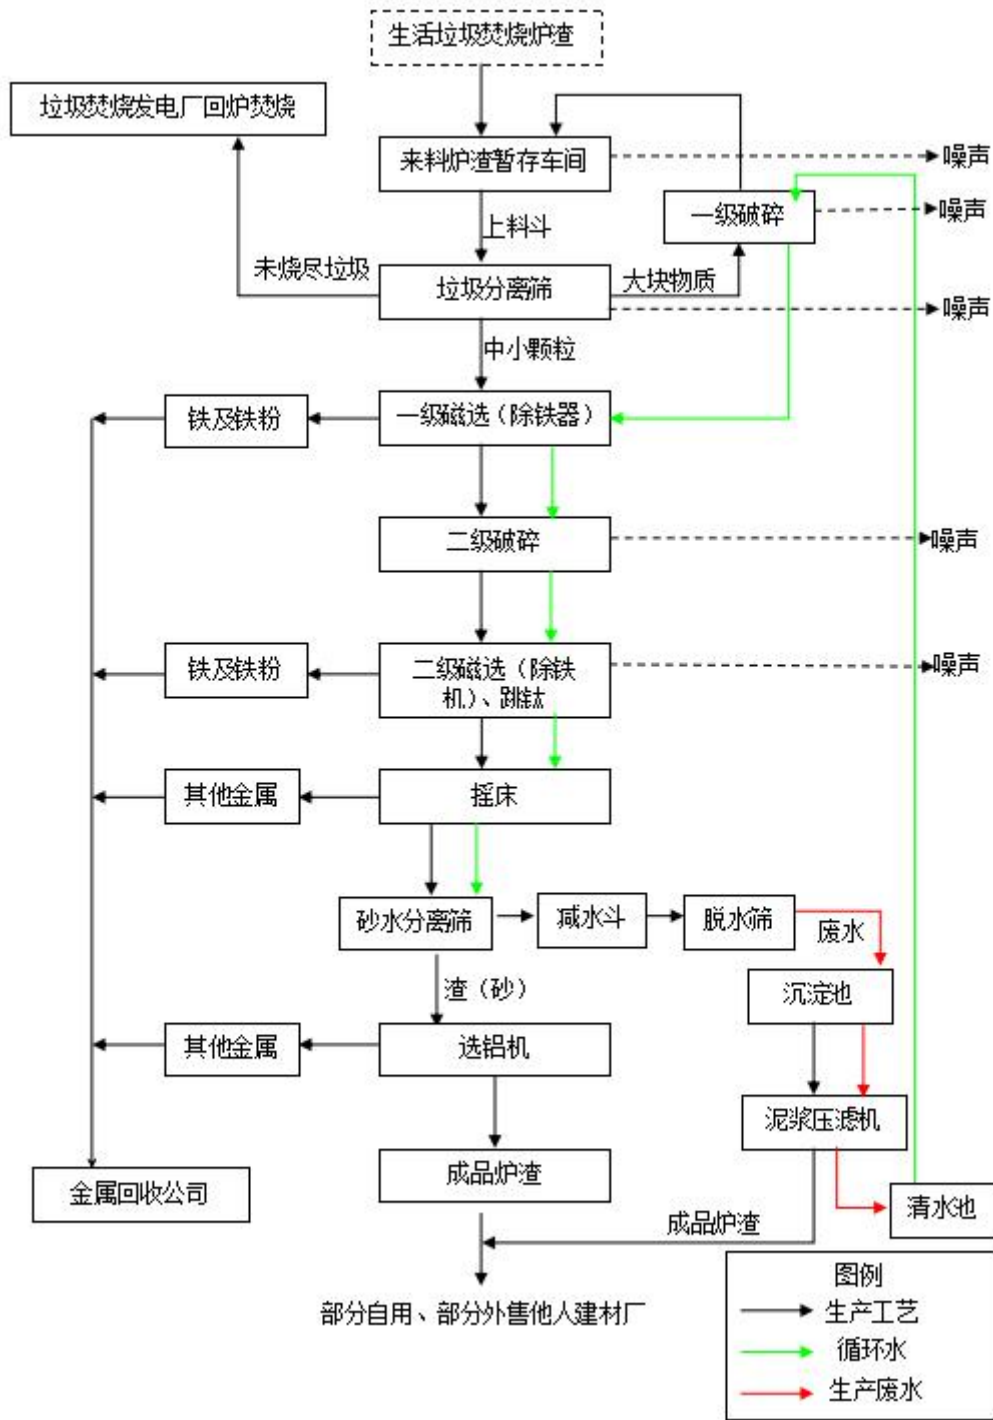 生活垃圾焚烧炉渣
垃圾焚烧发电厂回炉焚烧
来料炉渣暂存车间
噪声
一级破碎
噪声
上料斗
未烧尽垃圾
垃圾分离筛
大块物质
噪声
中小颗粒
铁及铁粉
一级磁选（除铁器）
二级破碎
噪声
铁及铁粉
二级磁选（除铁
机）、跳钛
噪声
其他金属
摇床
砂水分离筛
减水斗
脱水筛
废水
渣（砂）
沉淀池
其他金属
选铝机
泥浆压滤机
成品炉渣
金属回收公司
成品炉渣
清水池
部分自用、部分外售他人建材厂
图例
生产工艺
循环水
生产废水